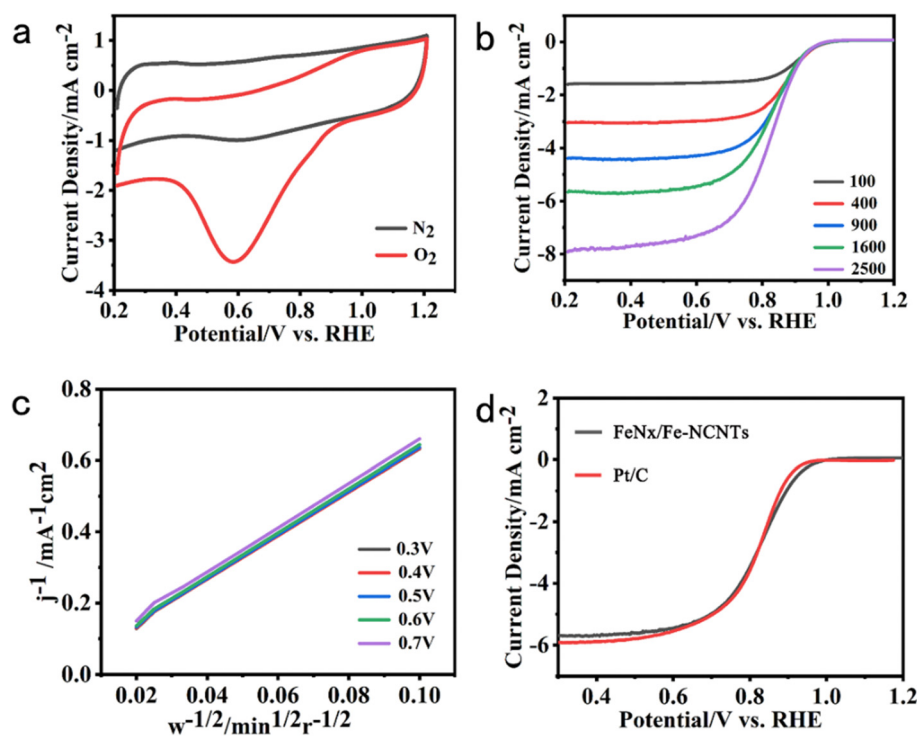 a
Current Density/mA cm-2
1
0
-1
-2
-3
-4
N2
O2
0.2 0.4 0.6 0.8 1.0 1.2
Potential/V vs. RHE
b
Current Density/mA cm-2
0
-2
-4
-6
-8
100
400
900
1600
2500
0.2 0.4 0.6 0.8 1.0 1.2
Potential/V vs. RHE
c
j-1 /mA-1cm2
0.8
0.6
0.4
0.2
0.0
0.3V
0.4V
0.5V
0.6V
0.7V
0.02 0.04 0.06 0.08 0.10
w-1/2/min1/2r-1/2
d
Current Density/mA cm-2
2
0
-2
-4
-6
FeNx/Fe-NCNTs
Pt/C
0.4 0.6 0.8 1.0 1.2
Potential/V vs. RHE